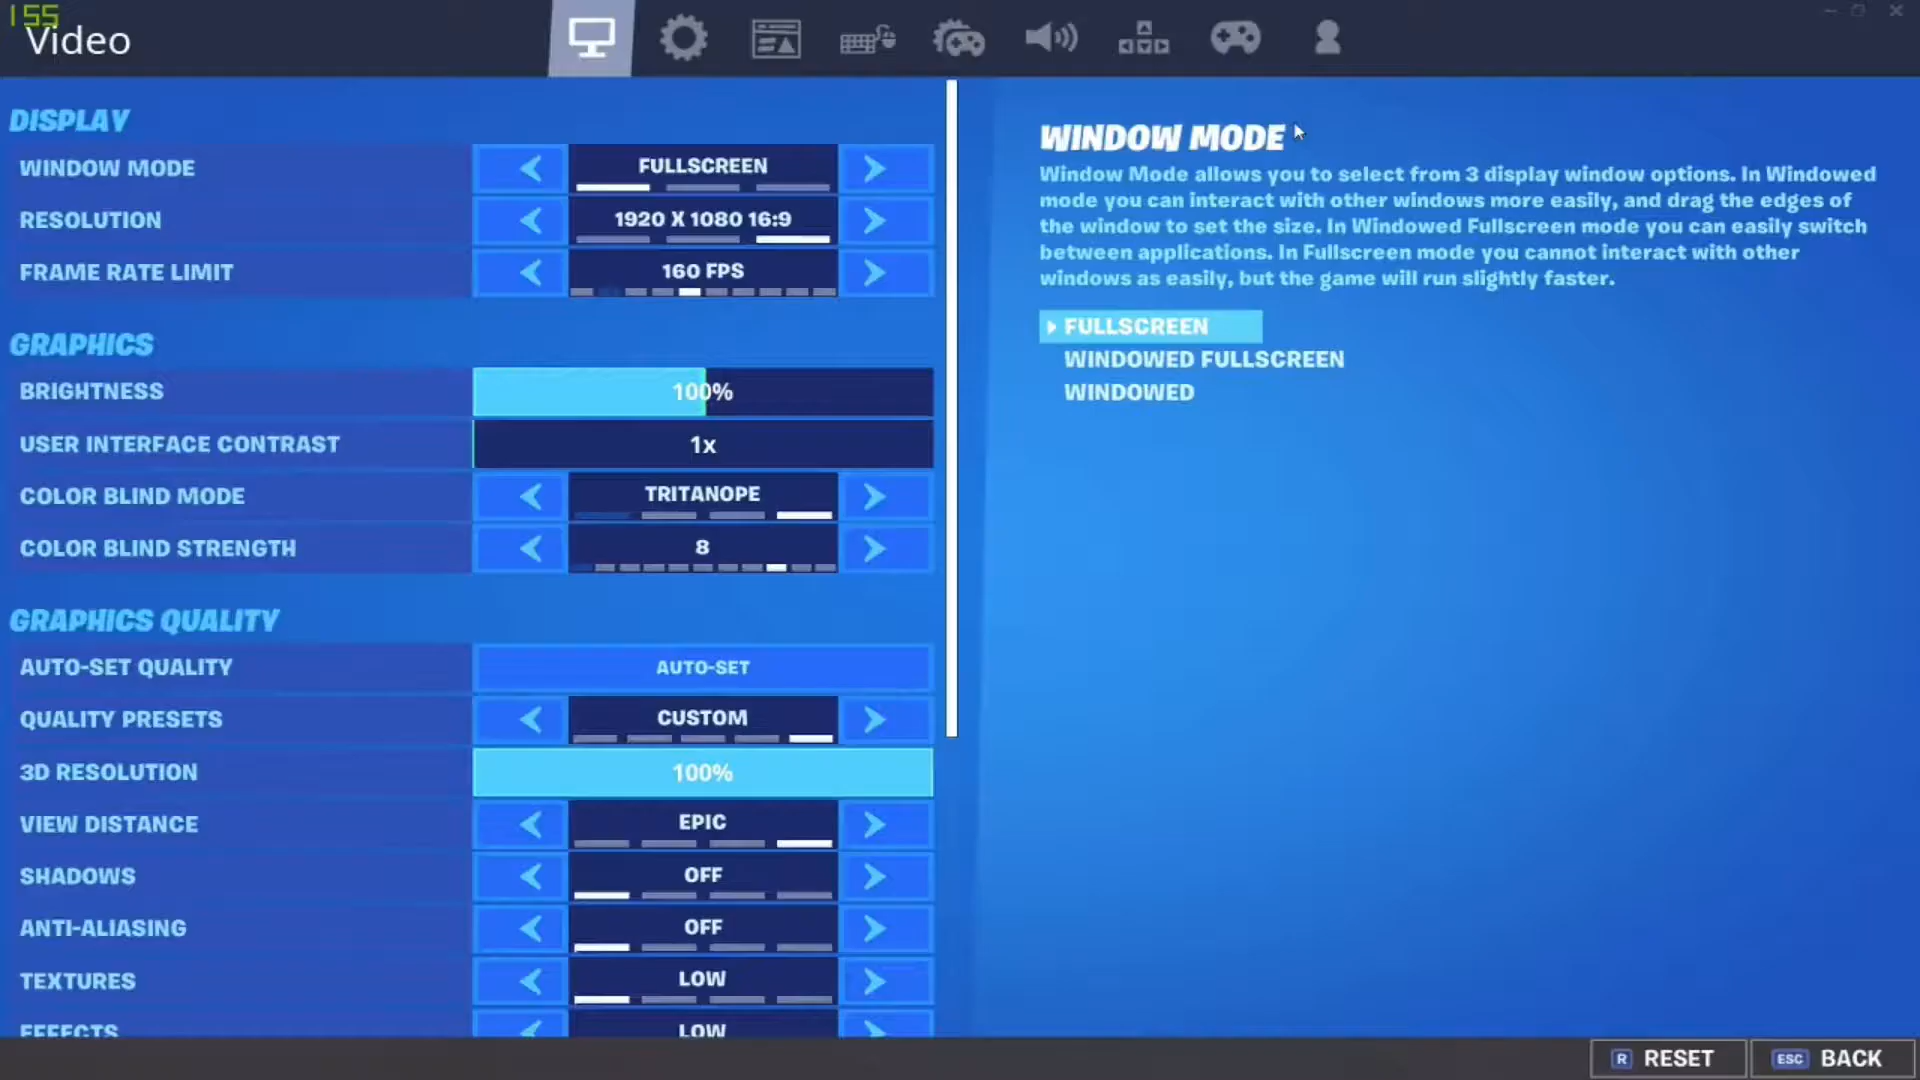 155
Video
DISPLAY
WINDOW MODE
FULLSCREEN
RESOLUTION
1920 X 1080 16:9
FRAME RATE LIMIT
160 FPS
GRAPHICS
BRIGHTNESS
100%
USER INTERFACE CONTRAST
1x
COLOR BLIND MODE
TRITANOPE
COLOR BLIND STRENGTH
8
GRAPHICS QUALITY
AUTO-SET QUALITY
AUTO-SET
QUALITY PRESETS
CUSTOM
3D RESOLUTION
100%
VIEW DISTANCE
EPIC
SHADOWS
OFF
ANTI-ALIASING
OFF
TEXTURES
LOW
EFFECTS
LOW
WINDOW MODE
Window Mode allows you to select from 3 display window options. In Windowed
mode you can interact with other windows more easily, and drag the edges of
the window to set the size. In Windowed Fullscreen mode you can easily switch
between applications. In Fullscreen mode you cannot interact with other
windows as easily, but the game will run slightly faster.
FULLSCREEN
WINDOWED FULLSCREEN
WINDOWED
R RESET
ESC BACK